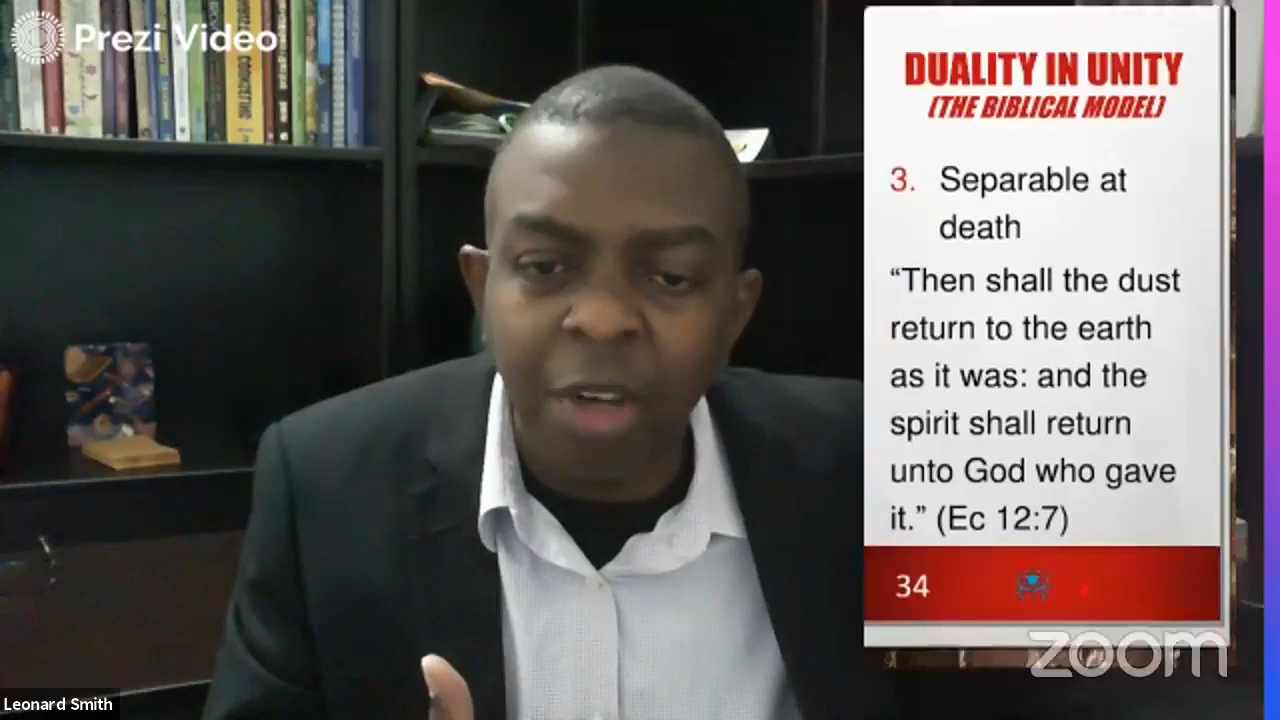 Prezi Video
DUALITY IN UNITY
(THE BIBLICAL MODEL)
3. Separable at
death
“Then shall the dust
return to the earth
as it was: and the
spirit shall return
unto God who gave
it.” (Ec 12:7)
34
zoom
Leonard Smith